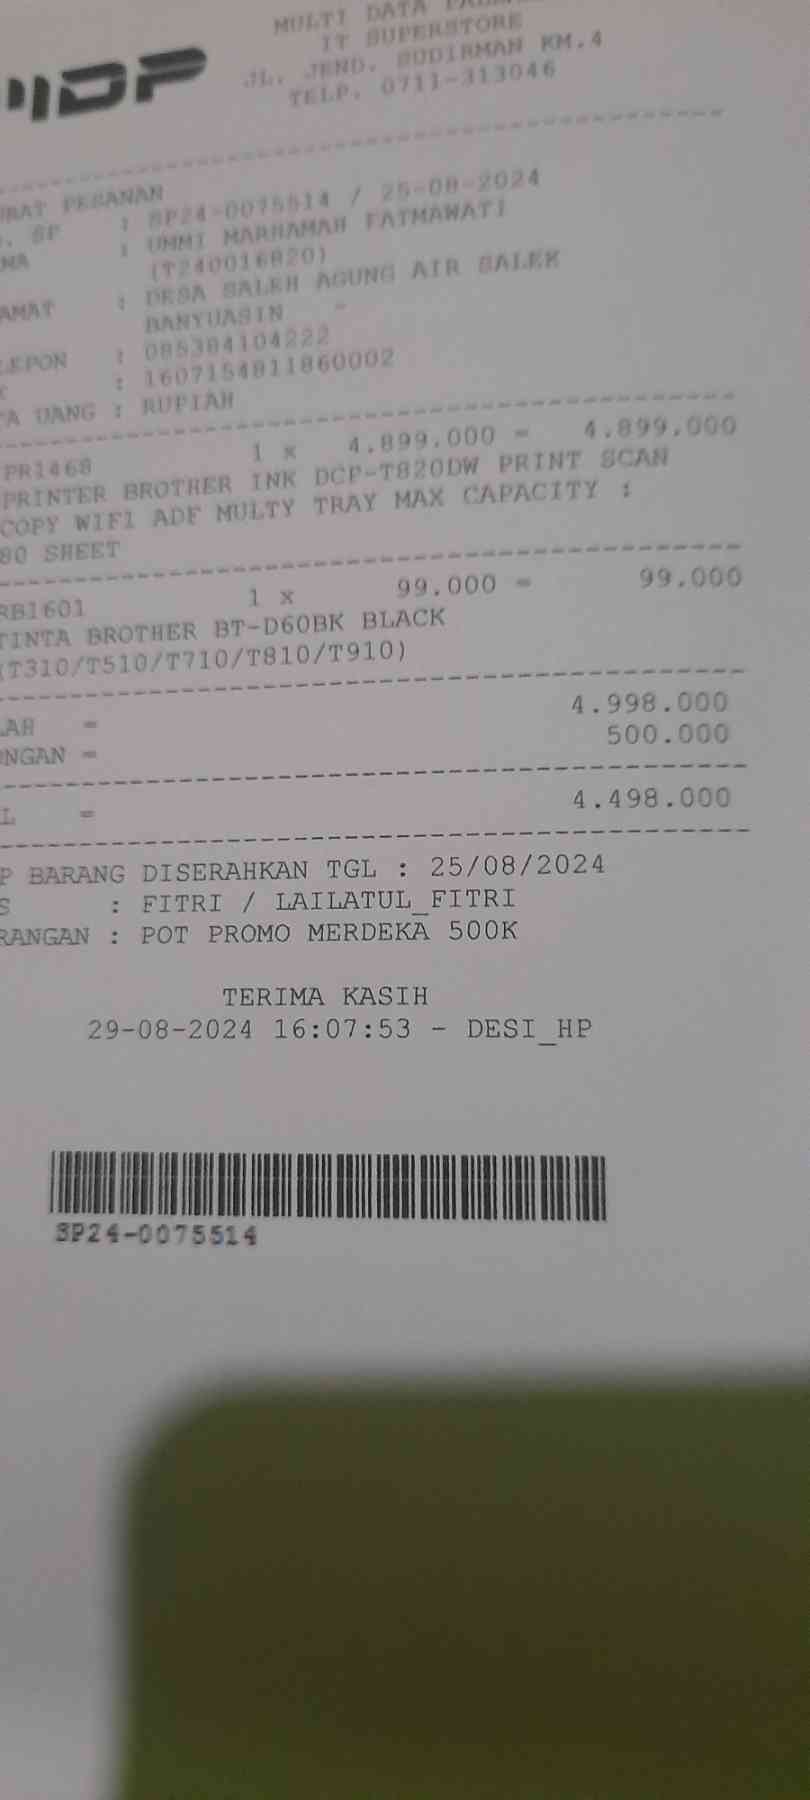 MDP
MULTI DATA
IT SUPERSTORE
JL. JEND. SUDIRMAN KM.4
TELP. 0711-313046
RAT PESANAN
. SP : SP24-0075514 / 25-08-2024
MA : UMMI MARHAMAH FATMAWATI
(T240016820)
AMAT : DESA SALEH AGUNG AIR SALEK
BANYUASIN -
LEPON : 085384104222
: 1607154811860002
A UANG : RUPIAH
PR1468 1 x 4.899.000 = 4.899.000
PRINTER BROTHER INK DCP-T820DW PRINT SCAN
COPY WIFI ADF MULTY TRAY MAX CAPACITY :
80 SHEET
RB1601 1 x 99.000 = 99.000
TINTA BROTHER BT-D60BK BLACK
(T310/T510/T710/T810/T910)
LAH = 4.998.000
ONGAN = 500.000
L = 4.498.000
P BARANG DISERAHKAN TGL : 25/08/2024
S : FITRI / LAILATUL_FITRI
RANGAN : POT PROMO MERDEKA 500K
TERIMA KASIH
29-08-2024 16:07:53 - DESI_HP
SP24-0075514